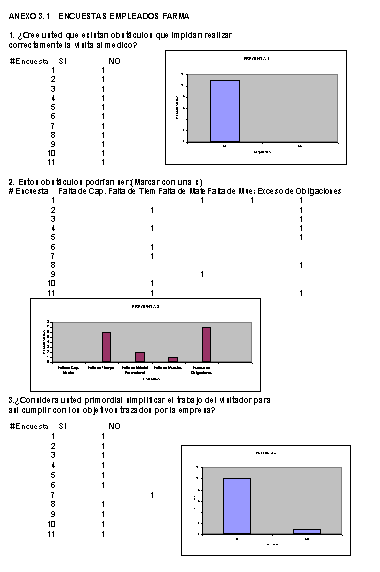 ANEXO 3.1 ENCUESTAS EMPLEADOS FARMA
1. ¿Cree usted que existan obstáculos que impidan realizar
correctamente la visita al medico?
# Encuesta SI NO
1 1
2 1
3 1
4 1
5 1
6 1
7 1
8 1
9 1
10 1
11 1
PREGUNTA 1
2. Estos obstáculos podrían ser: (Marcar con una x)
# Encuesta Falta de Cap. Falta de Tiem Falta de Mate Falta de Mues Exceso de Obligaciones
1 1 1 1
2 1 1
3 1
4 1 1
5 1
6 1
7 1
8 1
9 1
10 1
11 1 1
PREGUNTA 2
3. ¿Considera usted primordial simplificar el trabajo del visitador para
asi cumplir con los objetivos trazados por la empresa?
# Encuesta SI NO
1 1
2 1
3 1
4 1
5 1
6 1
7 1
8 1
9 1
10 1
11 1